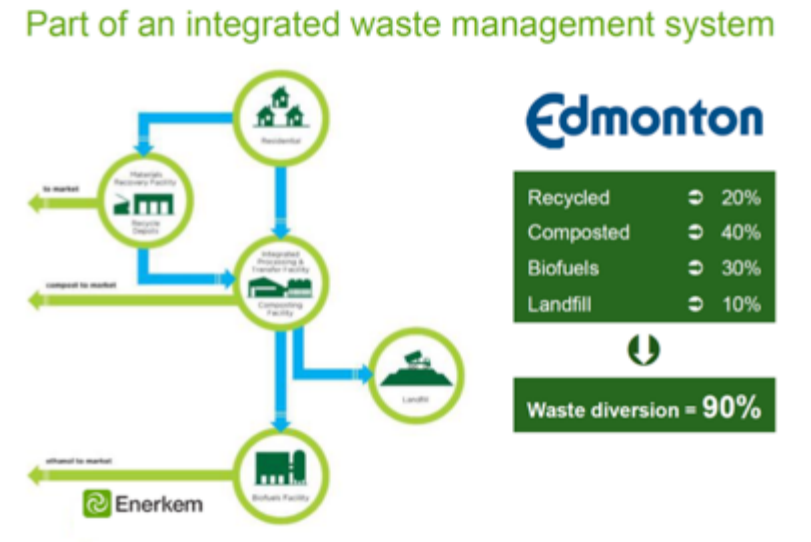 Part of an integrated waste management system
Residential
Materials
Recovery Facility
Recycle
Depots
to market
Integrated
Processing &
Transfer Facility
Composting
Facility
compost to market
Landfill
ethanol to market
Biofuels Facility
Enerkem
Edmonton
Recycled ➲ 20%
Composted ➲ 40%
Biofuels ➲ 30%
Landfill ➲ 10%
Waste diversion = 90%